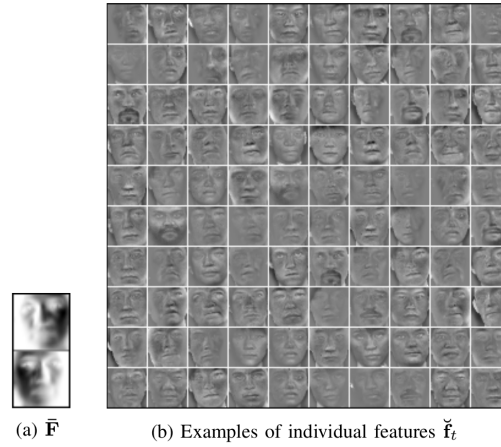 (a) F̄
(b) Examples of individual features f̆ₜ